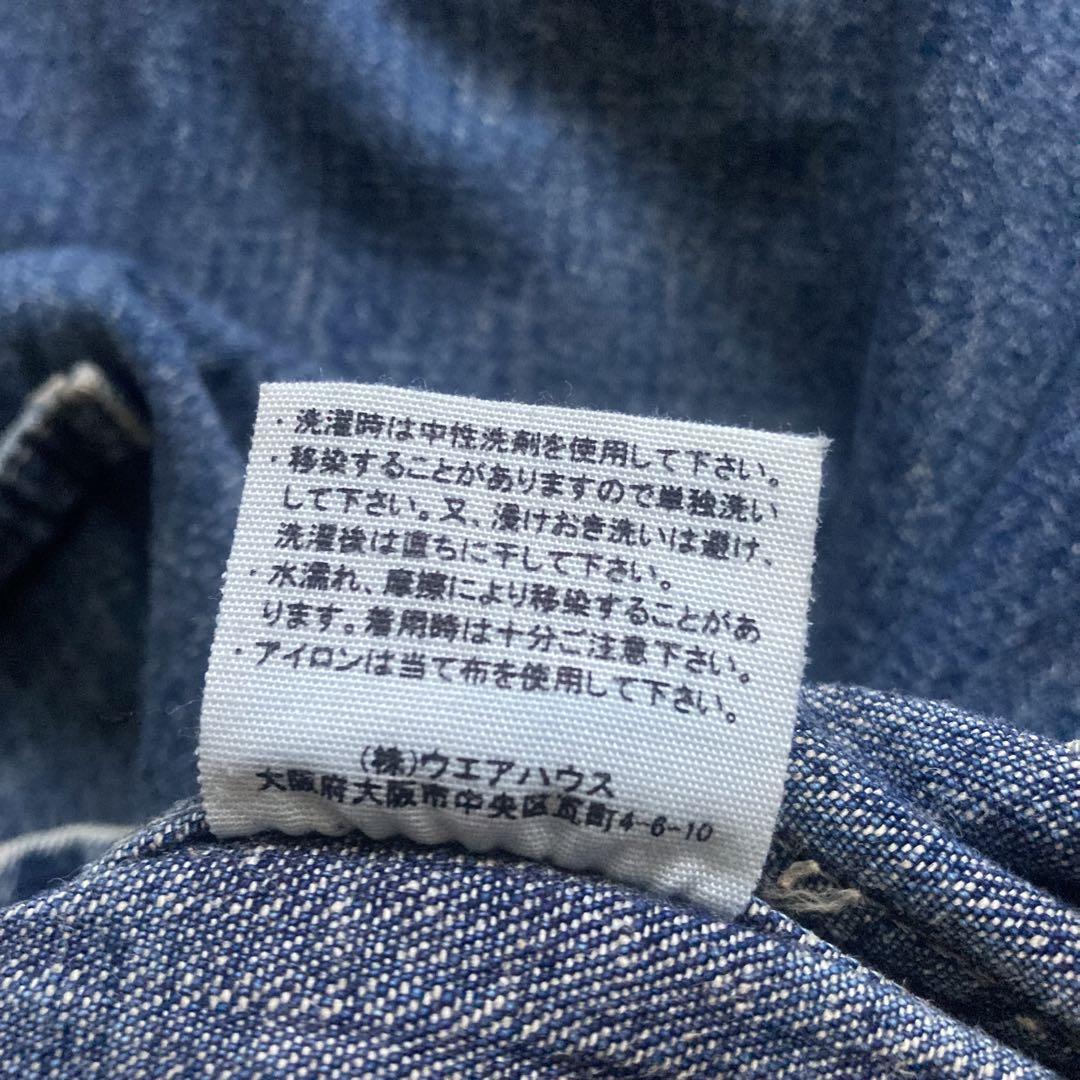 ・洗濯時は中性洗剤を使用して下さい。
・移染することがありますので単独洗い
して下さい。又、浸けおき洗いは避け、
洗濯後は直ちに干して下さい。
・水濡れ、摩擦により移染することがあ
ります。着用時は十分ご注意下さい。
・アイロンは当て布を使用して下さい。
(株)ウエアハウス
大阪府大阪市中央区瓦町4-6-10